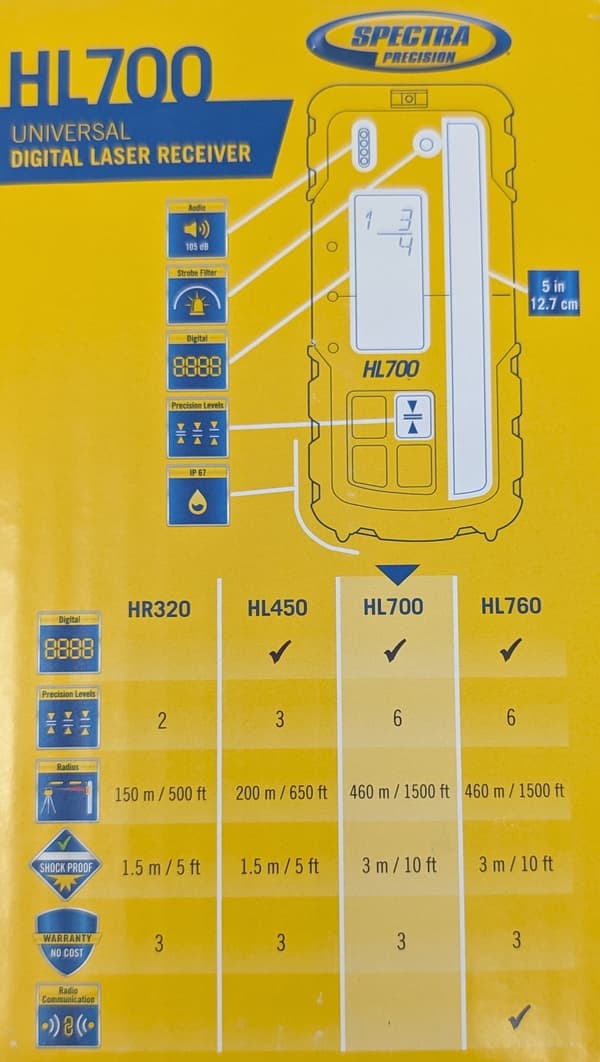 SPECTRA
PRECISION
HL700
UNIVERSAL
DIGITAL LASER RECEIVER
Audio
105 dB
Strobe Filter
Digital
8888
Precision Levels
IP 67
1 3
4
5 in
12.7 cm
HL700
HR320 HL450 HL700 HL760
Digital
8888 ✓ ✓ ✓
Precision Levels
2 3 6 6
Radius
150 m / 500 ft 200 m / 650 ft 460 m / 1500 ft 460 m / 1500 ft
SHOCK PROOF 1.5 m / 5 ft 1.5 m / 5 ft 3 m / 10 ft 3 m / 10 ft
WARRANTY
NO COST
3 3 3 3
Radio
Communication
✓